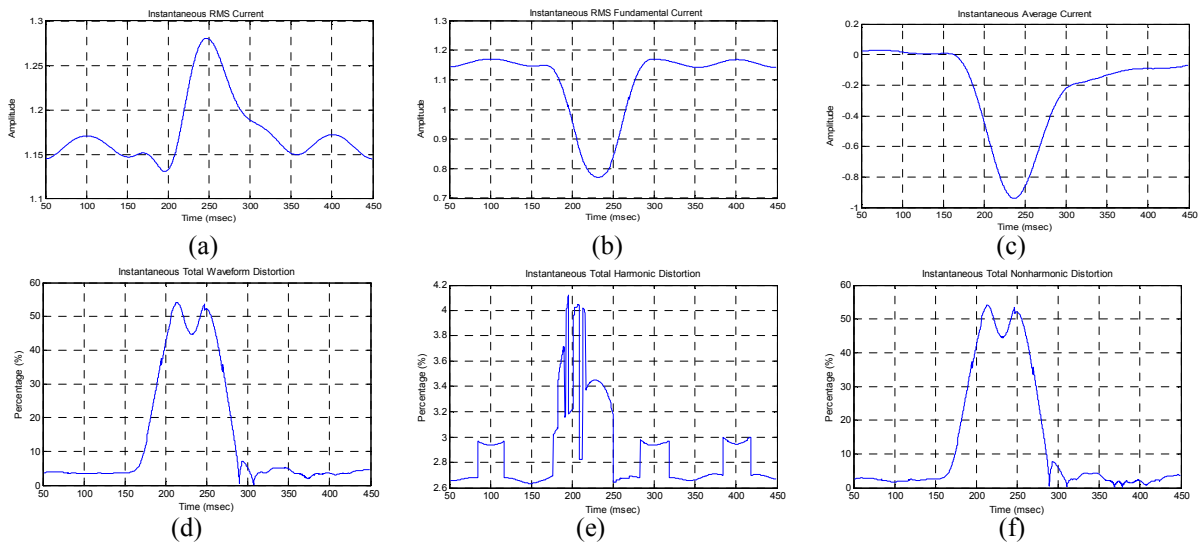 Instantaneous RMS Current
1.3
1.25
1.2
1.15
1.1
Amplitude
50 100 150 200 250 300 350 400 450
Time (msec)
(a)
Instantaneous RMS Fundamental Current
1.3
1.2
1.1
1
0.9
0.8
0.7
Amplitude
50 100 150 200 250 300 350 400 450
Time (msec)
(b)
Instantaneous Average Current
0.2
0
-0.2
-0.4
-0.6
-0.8
-1
Amplitude
50 100 150 200 250 300 350 400 450
Time (msec)
(c)
Instantaneous Total Waveform Distortion
60
50
40
30
20
10
0
Percentage (%)
50 100 150 200 250 300 350 400 450
Time (msec)
(d)
Instantaneous Total Harmonic Distortion
4.2
4
3.8
3.6
3.4
3.2
3
2.8
2.6
Percentage (%)
50 100 150 200 250 300 350 400 450
Time (msec)
(e)
Instantaneous Total Nonharmonic Distortion
60
50
40
30
20
10
0
Percentage (%)
50 100 150 200 250 300 350 400 450
Time (msec)
(f)